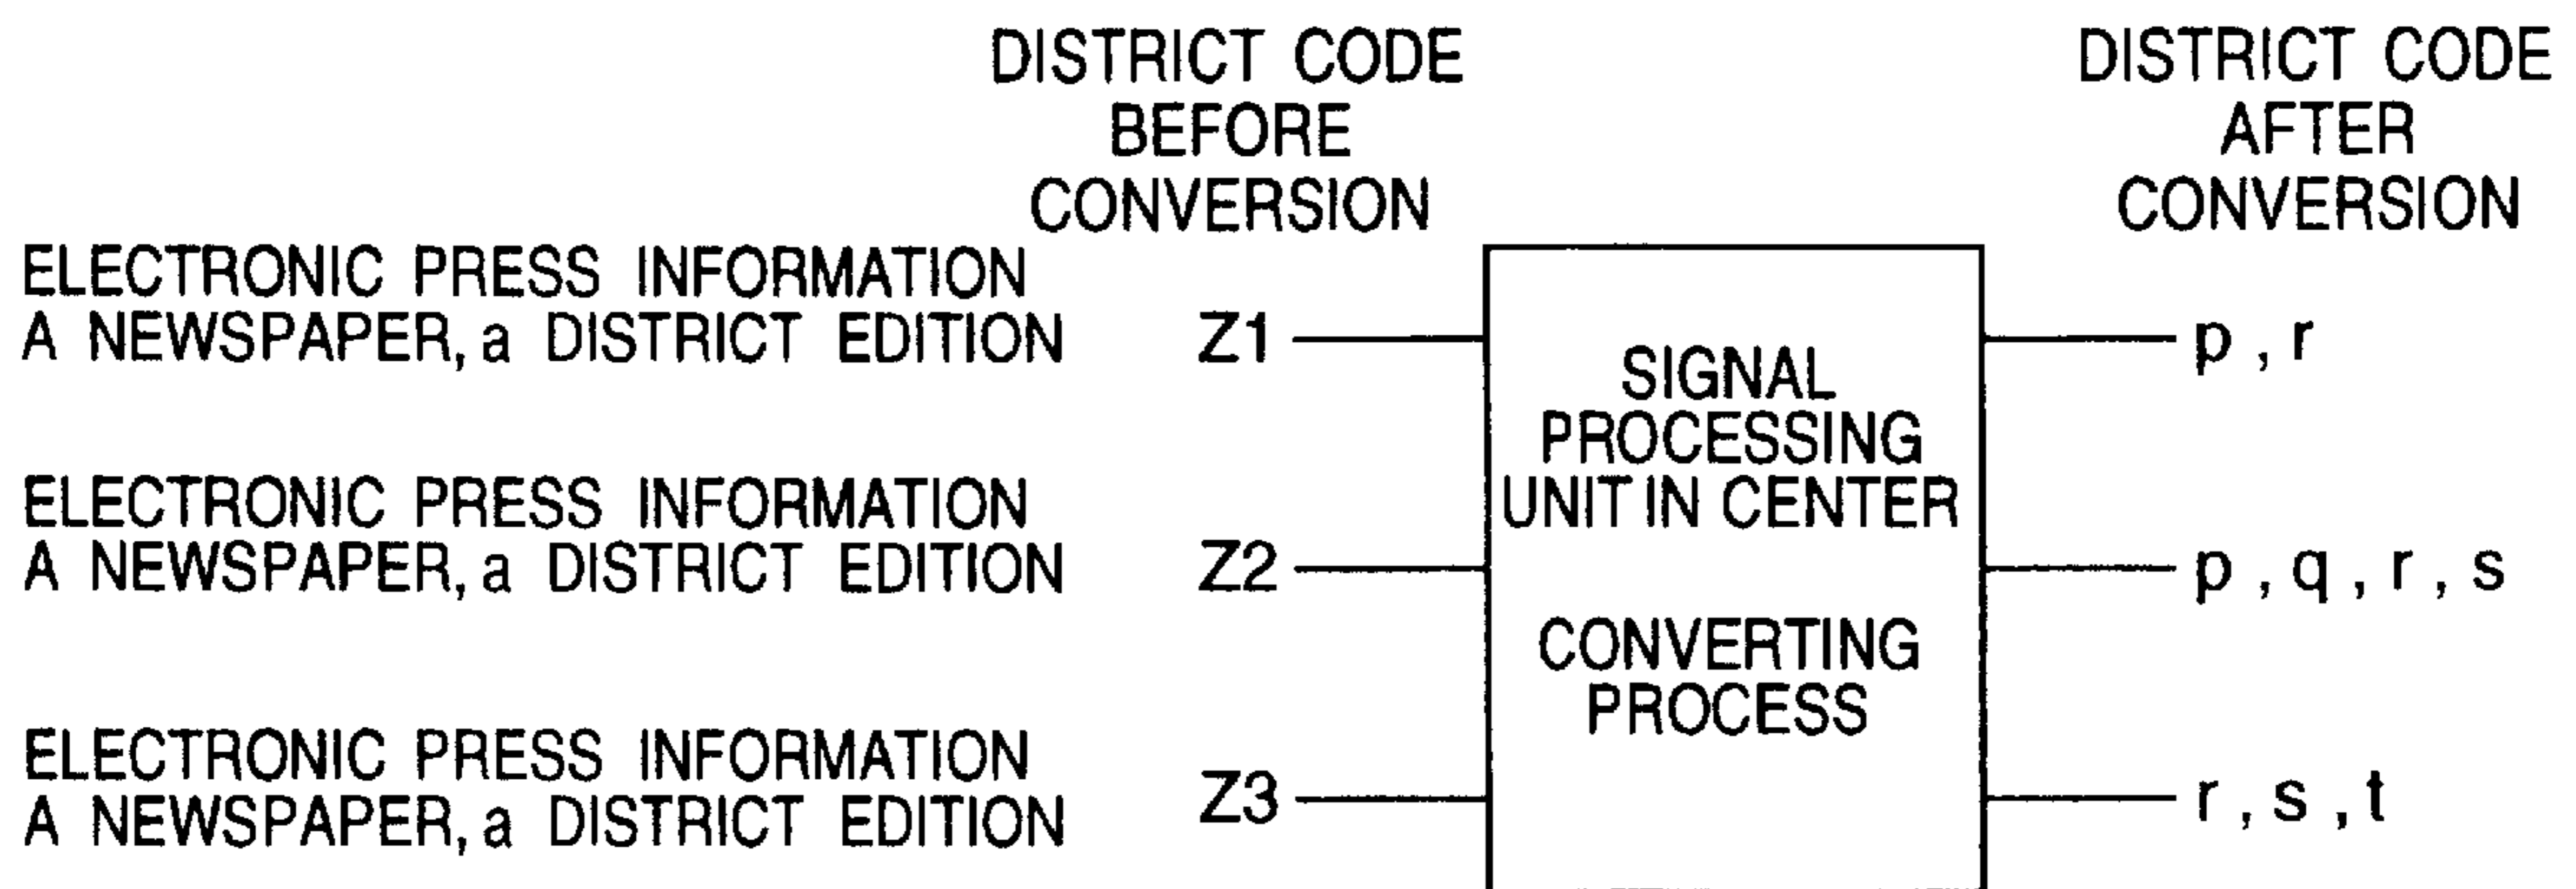 DISTRICT CODE
BEFORE
CONVERSION
DISTRICT CODE
AFTER
CONVERSION
ELECTRONIC PRESS INFORMATION
A NEWSPAPER, a DISTRICT EDITION Z1
p , r
ELECTRONIC PRESS INFORMATION
A NEWSPAPER, a DISTRICT EDITION Z2
p , q , r , s
ELECTRONIC PRESS INFORMATION
A NEWSPAPER, a DISTRICT EDITION Z3
r , s , t
SIGNAL
PROCESSING
UNIT IN CENTER
CONVERTING
PROCESS